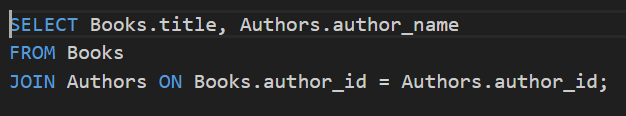 SELECT Books.title, Authors.author_name
FROM Books
JOIN Authors ON Books.author_id = Authors.author_id;